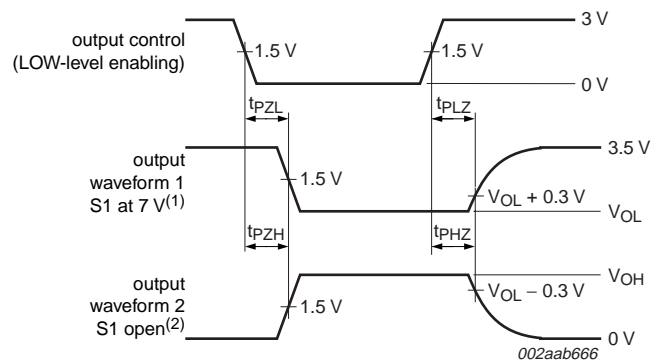 output control
(LOW-level enabling)
1.5 V
1.5 V
3 V
0 V
tPZL
tPLZ
output
waveform 1
S1 at 7 V(1)
1.5 V
3.5 V
VOL + 0.3 V
VOL
tPZH
tPHZ
output
waveform 2
S1 open(2)
1.5 V
VOH
VOL − 0.3 V
0 V
002aab666